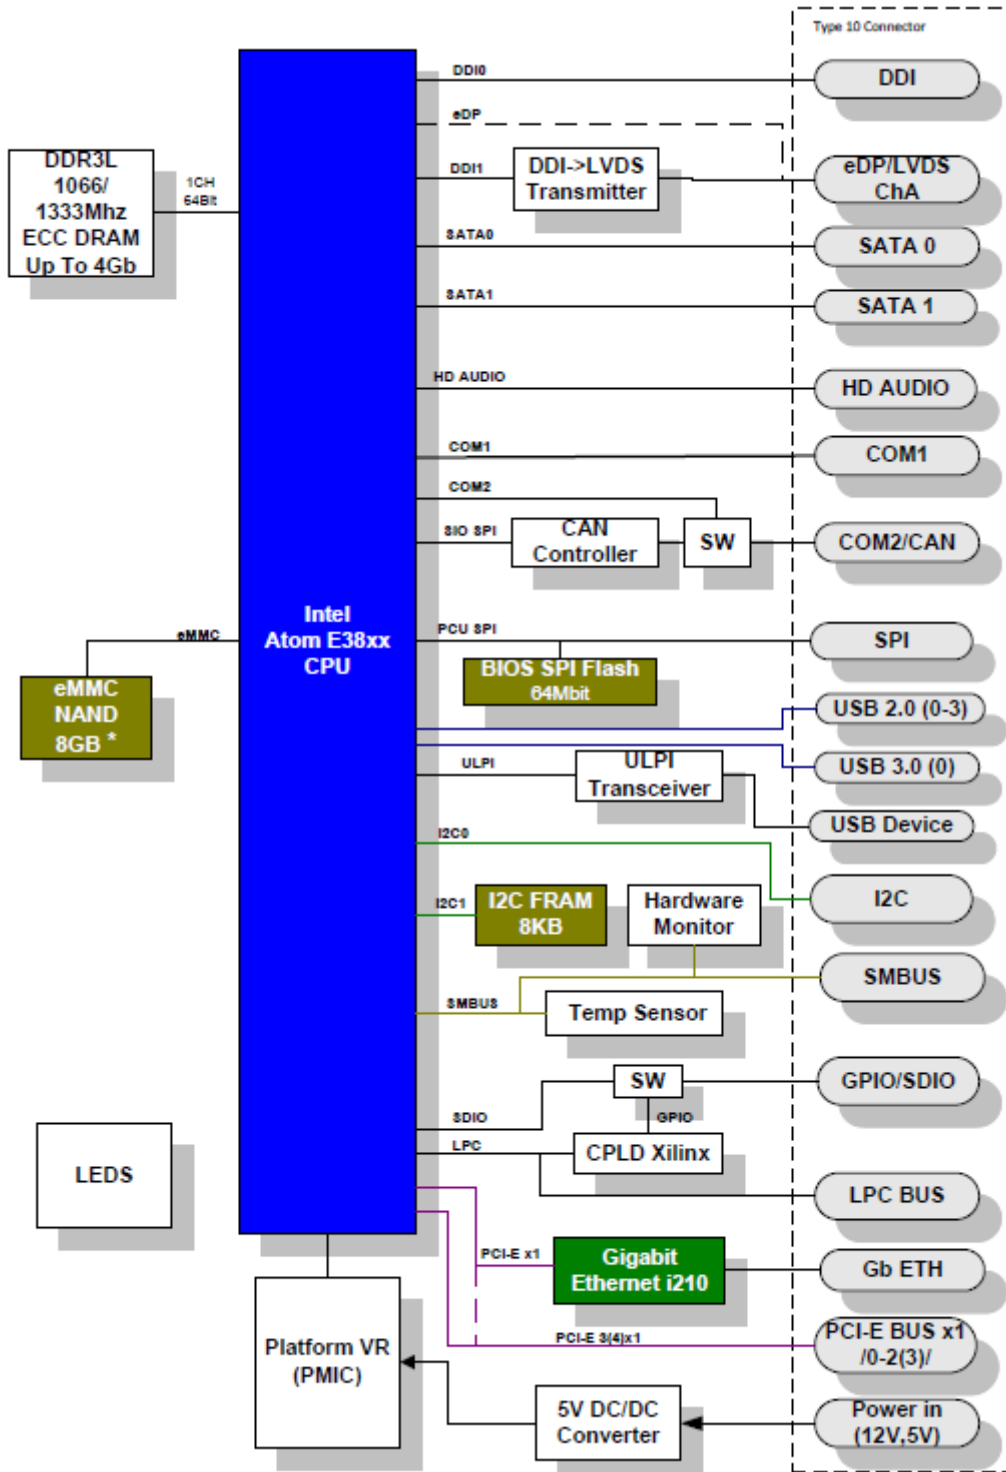 Type 10 Connector
DDI0
DDI
eDP
DDR3L
1066/
1333Mhz
ECC DRAM
Up To 4Gb
1CH
64Bit
DDI1
DDI->LVDS
Transmitter
eDP/LVDS
ChA
SATA0
SATA 0
SATA1
SATA 1
HD AUDIO
HD AUDIO
COM1
COM1
COM2
SIO SPI
CAN
Controller
SW
COM2/CAN
Intel
Atom E38xx
CPU
eMMC
eMMC
NAND
8GB *
PCU SPI
SPI
BIOS SPI Flash
64Mbit
USB 2.0 (0-3)
USB 3.0 (0)
ULPI
ULPI
Transceiver
USB Device
I2C0
I2C
I2C1
I2C FRAM
8KB
Hardware
Monitor
SMBUS
SMBUS
Temp Sensor
SW
GPIO/SDIO
SDIO
GPIO
LPC
CPLD Xilinx
LEDS
LPC BUS
PCI-E x1
Gigabit
Ethernet i210
Gb ETH
PCI-E 3(4)x1
PCI-E BUS x1
/0-2(3)/
Platform VR
(PMIC)
5V DC/DC
Converter
Power in
(12V,5V)